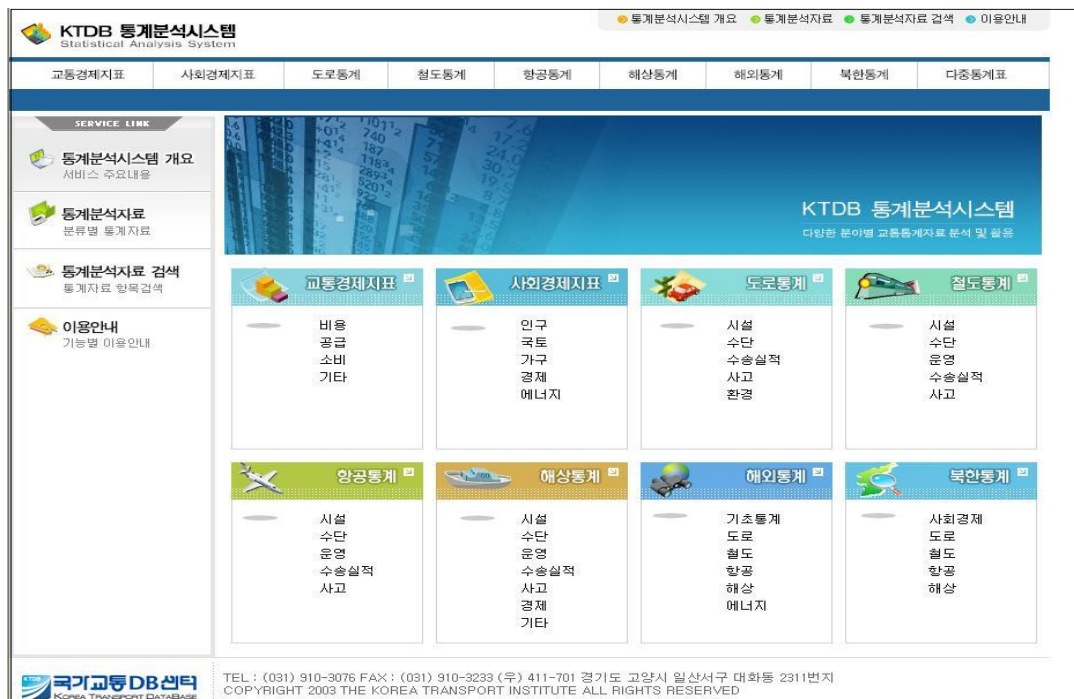 KTDB 통계분석시스템
Statistical Analysis System
통계분석시스템 개요 통계분석자료 통계분석자료 검색 이용안내
교통경제지표 사회경제지표 도로통계 철도통계 항공통계 해상통계 해외통계 북한통계 다중통계표
SERVICE LINK
통계분석시스템 개요
서비스 주요내용
통계분석자료
분류별 통계자료
통계분석자료 검색
통계자료 항목검색
이용안내
기능별 이용안내
KTDB 통계분석시스템
다양한 분야별 교통통계자료 분석 및 활용
교통경제지표
비용
공급
소비
기타
사회경제지표
인구
국토
가구
경제
에너지
도로통계
시설
수단
수송실적
사고
환경
철도통계
시설
수단
운영
수송실적
사고
항공통계
시설
수단
운영
수송실적
사고
해상통계
시설
수단
운영
수송실적
사고
경제
기타
해외통계
기초통계
도로
철도
항공
해상
에너지
북한통계
사회경제
도로
철도
항공
해상
KTDB 국가교통DB센터
KOREA TRANSPORT DATABASE
TEL : (031) 910-3076 FAX : (031) 910-3233 (우) 411-701 경기도 고양시 일산서구 대화동 2311번지
COPYRIGHT 2003 THE KOREA TRANSPORT INSTITUTE ALL RIGHTS RESERVED